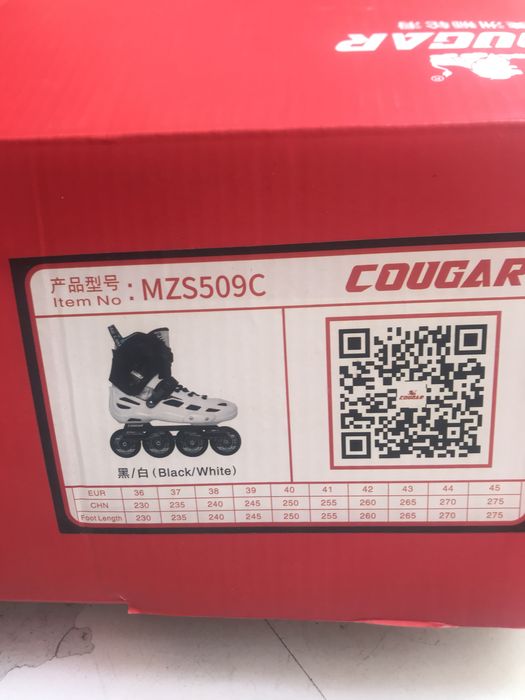 COUGAR
®
产品型号：MZS509C
Item No
COUGAR
COUGAR
黑/白(Black/White)
EUR 36 37 38 39 40 41 42 43 44 45
CHN 230 235 240 245 250 255 260 265 270 275
Foot Length 230 235 240 245 250 255 260 265 270 275